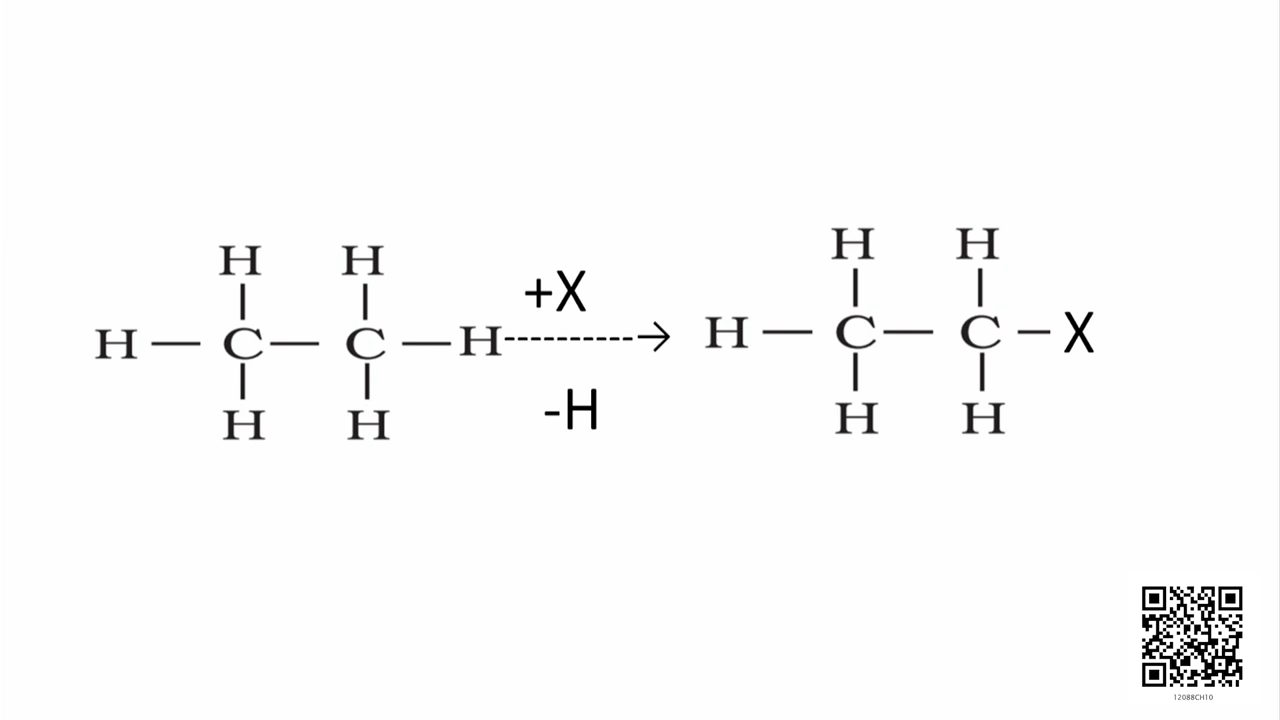 H H +X H H
H — C — C — H ----------→ H — C — C — X
H H -H H H
12088CH10